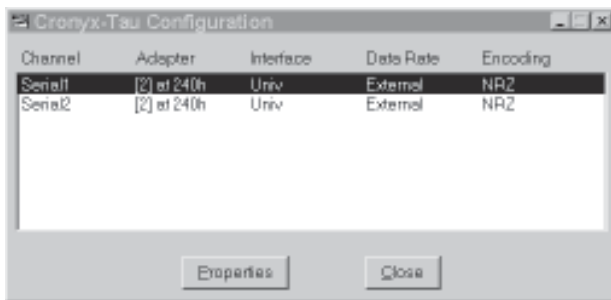 Cronyx-Tau Configuration
Channel Adapter Interface Data Rate Encoding
Serial1 [2] at 240h Univ External NRZ
Serial2 [2] at 240h Univ External NRZ
Properties Close